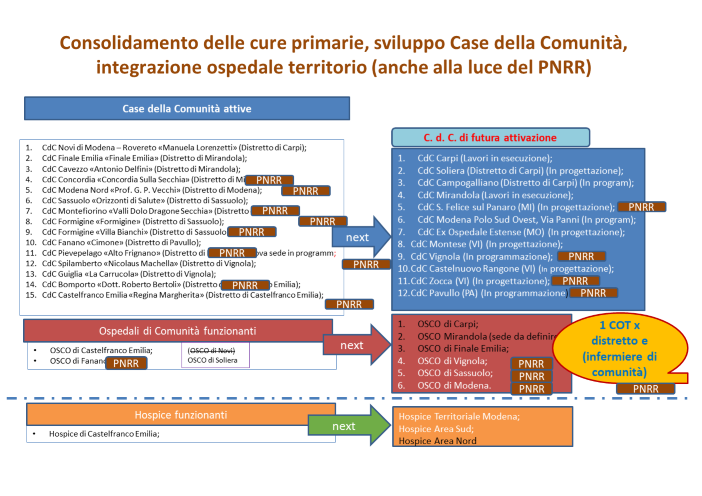 Consolidamento delle cure primarie, sviluppo Case della Comunità,
integrazione ospedale territorio (anche alla luce del PNRR)
Case della Comunità attive
1. CdC Novi di Modena – Rovereto «Manuela Lorenzetti» (Distretto di Carpi);
2. CdC Finale Emilia «Finale Emilia» (Distretto di Mirandola);
3. CdC Cavezzo «Antonio Delfini» (Distretto di Mirandola);
4. CdC Concordia «Concordia Sulla Secchia» (Distretto di PNRR
5. CdC Modena Nord «Prof. G. P. Vecchi» (Distretto di Modena); PNRR
6. CdC Sassuolo «Orizzonti di Salute» (Distretto di Sassuolo);
7. CdC Montefiorino «Valli Dolo Dragone Secchia» (Distretto PNRR
8. CdC Formigine «Formigine» (Distretto di Sassuolo); PNRR
9. CdC Formigine «Villa Bianchi» (Distretto di Sassuolo PNRR
10. CdC Fanano «Cimone» (Distretto di Pavullo);
11. CdC Pievepelago «Alto Frignano» (Distretto di PNRR sede in programm;
12. CdC Spilamberto «Nicolaus Machella» (Distretto di Vignola); PNRR
13. CdC Guiglia «La Carrucola» (Distretto di Vignola);
14. CdC Bomporto «Dott. Roberto Bertoli» (Distretto di PNRR Emilia);
15. CdC Castelfranco Emilia «Regina Margherita» (Distretto di Castelfranco Emilia);
PNRR
next
C. d. C. di futura attivazione
1. CdC Carpi (Lavori in esecuzione);
2. CdC Soliera (Distretto di Carpi) (In progettazione);
3. CdC Campogalliano (Distretto di Carpi) (In program);
4. CdC Mirandola (Lavori in esecuzione);
5. CdC S. Felice sul Panaro (MI) (In progettazione); PNRR
6. CdC Modena Polo Sud Ovest, Via Panni (In program);
7. CdC Ex Ospedale Estense (MO) (In progettazione);
8. CdC Montese (VI) (In progettazione);
9. CdC Vignola (In programmazione); PNRR
10. CdC Castelnuovo Rangone (VI) (In progettazione);
11. CdC Zocca (VI) (In progettazione); PNRR
12. CdC Pavullo (PA) (In programmazione) PNRR
Ospedali di Comunità funzionanti
• OSCO di Castelfranco Emilia;
• OSCO di Fanano PNRR
(OSCO di Novi)
OSCO di Soliera
next
1. OSCO di Carpi;
2. OSCO Mirandola (sede da definire
3. OSCO di Finale Emilia;
4. OSCO di Vignola; PNRR
5. OSCO di Sassuolo; PNRR
6. OSCO di Modena. PNRR
1 COT x
distretto e
(infermiere di
comunità)
PNRR
Hospice funzionanti
• Hospice di Castelfranco Emilia;
next
Hospice Territoriale Modena;
Hospice Area Sud;
Hospice Area Nord